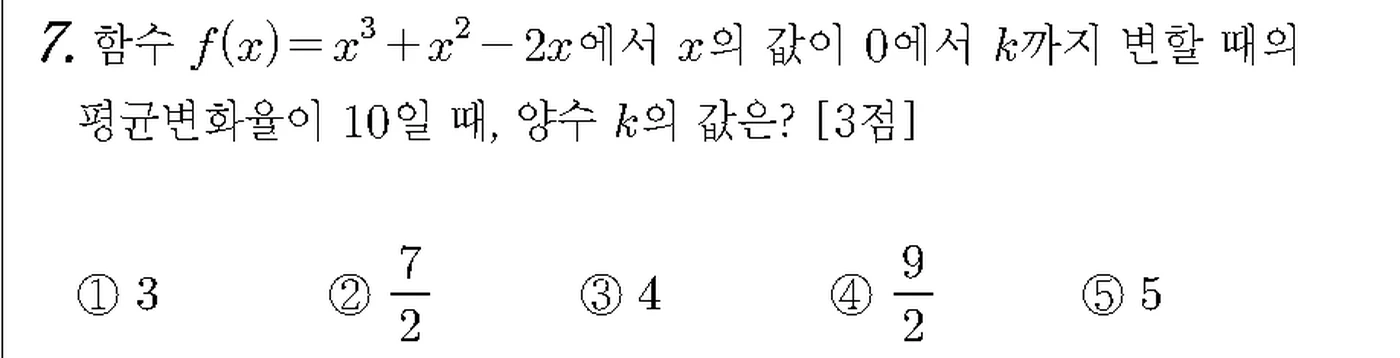 7. 함수 f(x)=x³+x²−2x에서 x의 값이 0에서 k까지 변할 때의
평균변화율이 10일 때, 양수 k의 값은? [3점]
① 3 ② 7/2 ③ 4 ④ 9/2 ⑤ 5